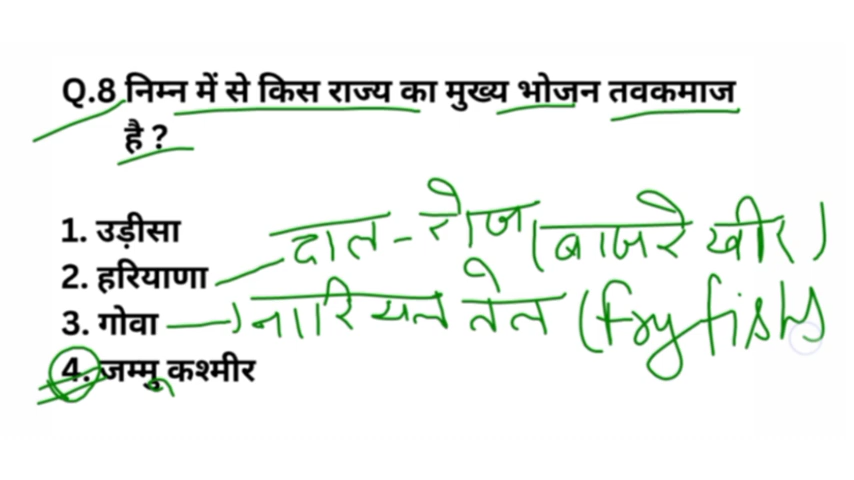 Q.8 निम्न में से किस राज्य का मुख्य भोजन तवकमाज
है ?
1. उड़ीसा
दाल - रोज (बाजरे खीर)
2. हरियाणा
3. गोवा
नारियल तेल (fry fish)
4. जम्मू कश्मीर